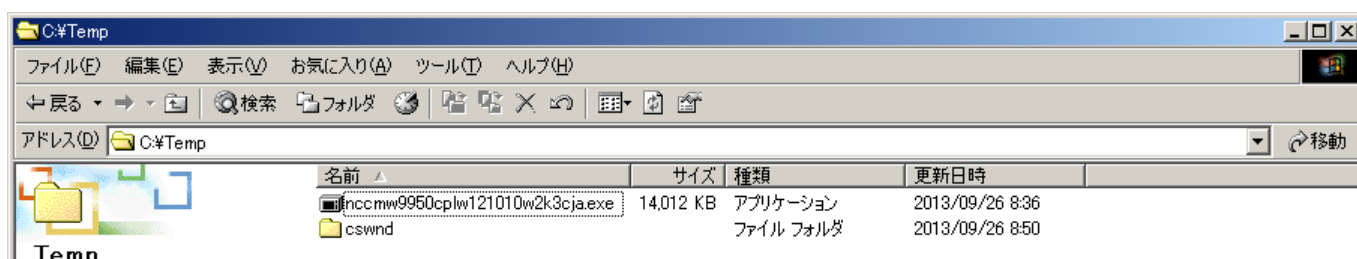 C:¥Temp
ファイル(F) 編集(E) 表示(V) お気に入り(A) ツール(T) ヘルプ(H)
戻る 検索 フォルダ
アドレス(D) C:¥Temp 移動
名前 サイズ 種類 更新日時
nccmw9950cplw121010w2k3cja.exe 14,012 KB アプリケーション 2013/09/26 8:36
cswnd ファイル フォルダ 2013/09/26 8:50
Temp